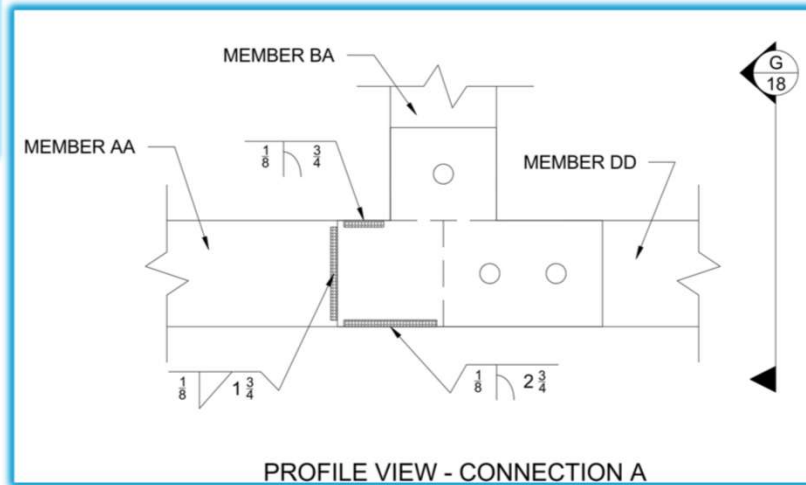 MEMBER BA
G
18
MEMBER AA
1/8 3/4
MEMBER DD
1/8 1 3/4
1/8 2 3/4
PROFILE VIEW - CONNECTION A